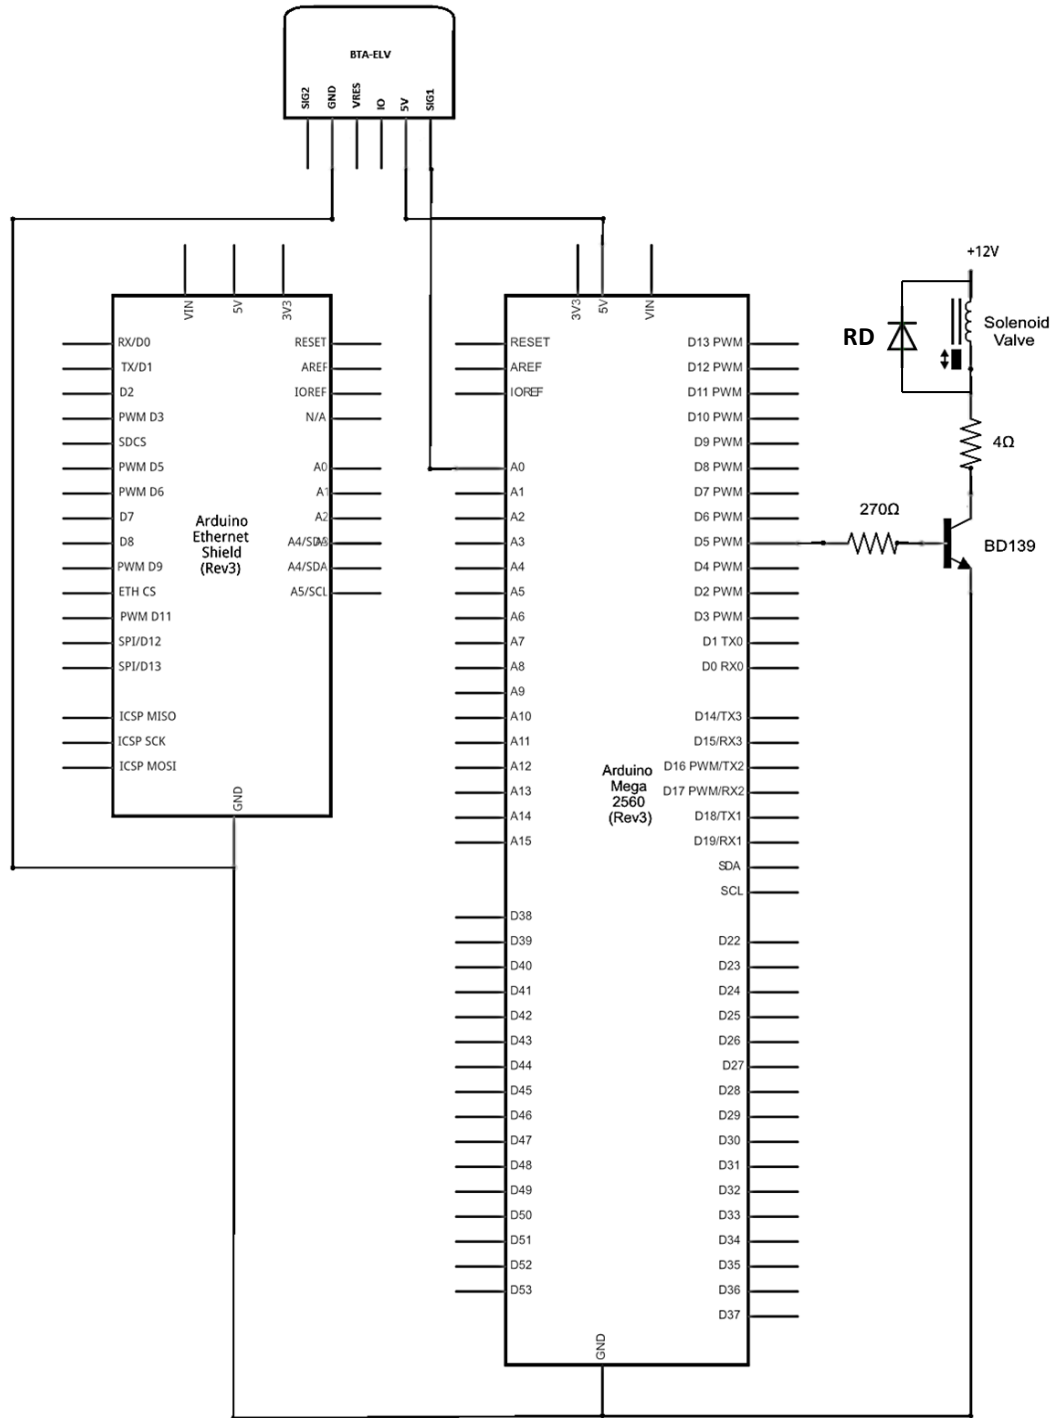 BTA-ELV
SIG2
GND
VRES
IO
5V
SIG1
VIN
5V
3V3
RX/D0
TX/D1
D2
PWM D3
SDCS
PWM D5
PWM D6
D7
D8
PWM D9
ETH CS
PWM D11
SPI/D12
SPI/D13
ICSP MISO
ICSP SCK
ICSP MOSI
RESET
AREF
IOREF
N/A
A0
A1
A2
A4/SDA
A4/SDA
A5/SCL
Arduino
Ethernet
Shield
(Rev3)
GND
3V3
5V
VIN
RESET
AREF
IOREF
A0
A1
A2
A3
A4
A5
A6
A7
A8
A9
A10
A11
A12
A13
A14
A15
D38
D39
D40
D41
D42
D43
D44
D45
D46
D47
D48
D49
D50
D51
D52
D53
D13 PWM
D12 PWM
D11 PWM
D10 PWM
D9 PWM
D8 PWM
D7 PWM
D6 PWM
D5 PWM
D4 PWM
D2 PWM
D3 PWM
D1 TX0
D0 RX0
D14/TX3
D15/RX3
D16 PWM/TX2
D17 PWM/RX2
D18/TX1
D19/RX1
SDA
SCL
D22
D23
D24
D25
D26
D27
D28
D29
D30
D31
D32
D33
D34
D35
D36
D37
Arduino
Mega
2560
(Rev3)
GND
+12V
RD
Solenoid
Valve
4Ω
270Ω
BD139